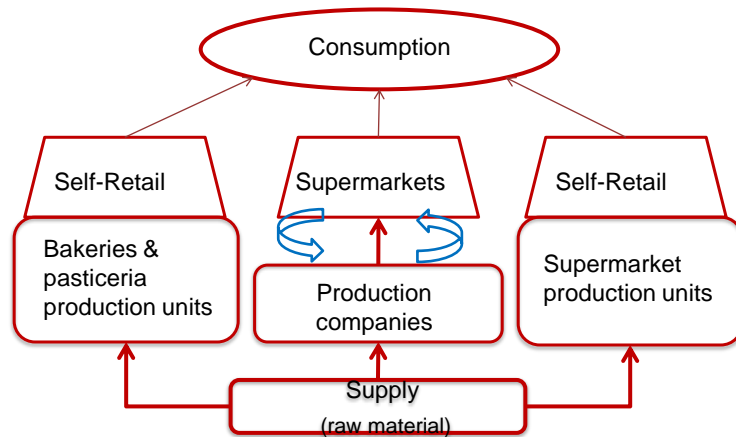 Consumption
Self-Retail
Supermarkets
Self-Retail
Bakeries &
pasticeria
production units
Production
companies
Supermarket
production units
Supply
(raw material)